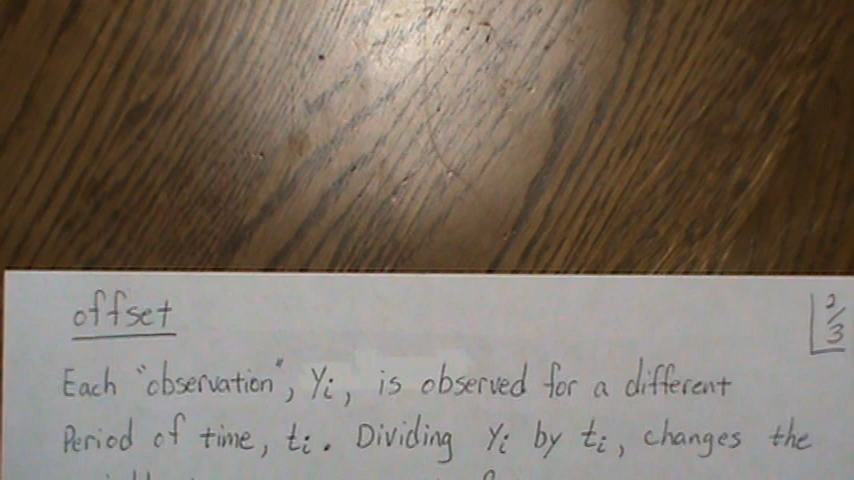 offset
2/3
Each "observation", Yi, is observed for a different
Period of time, ti. Dividing Yi by ti, changes the